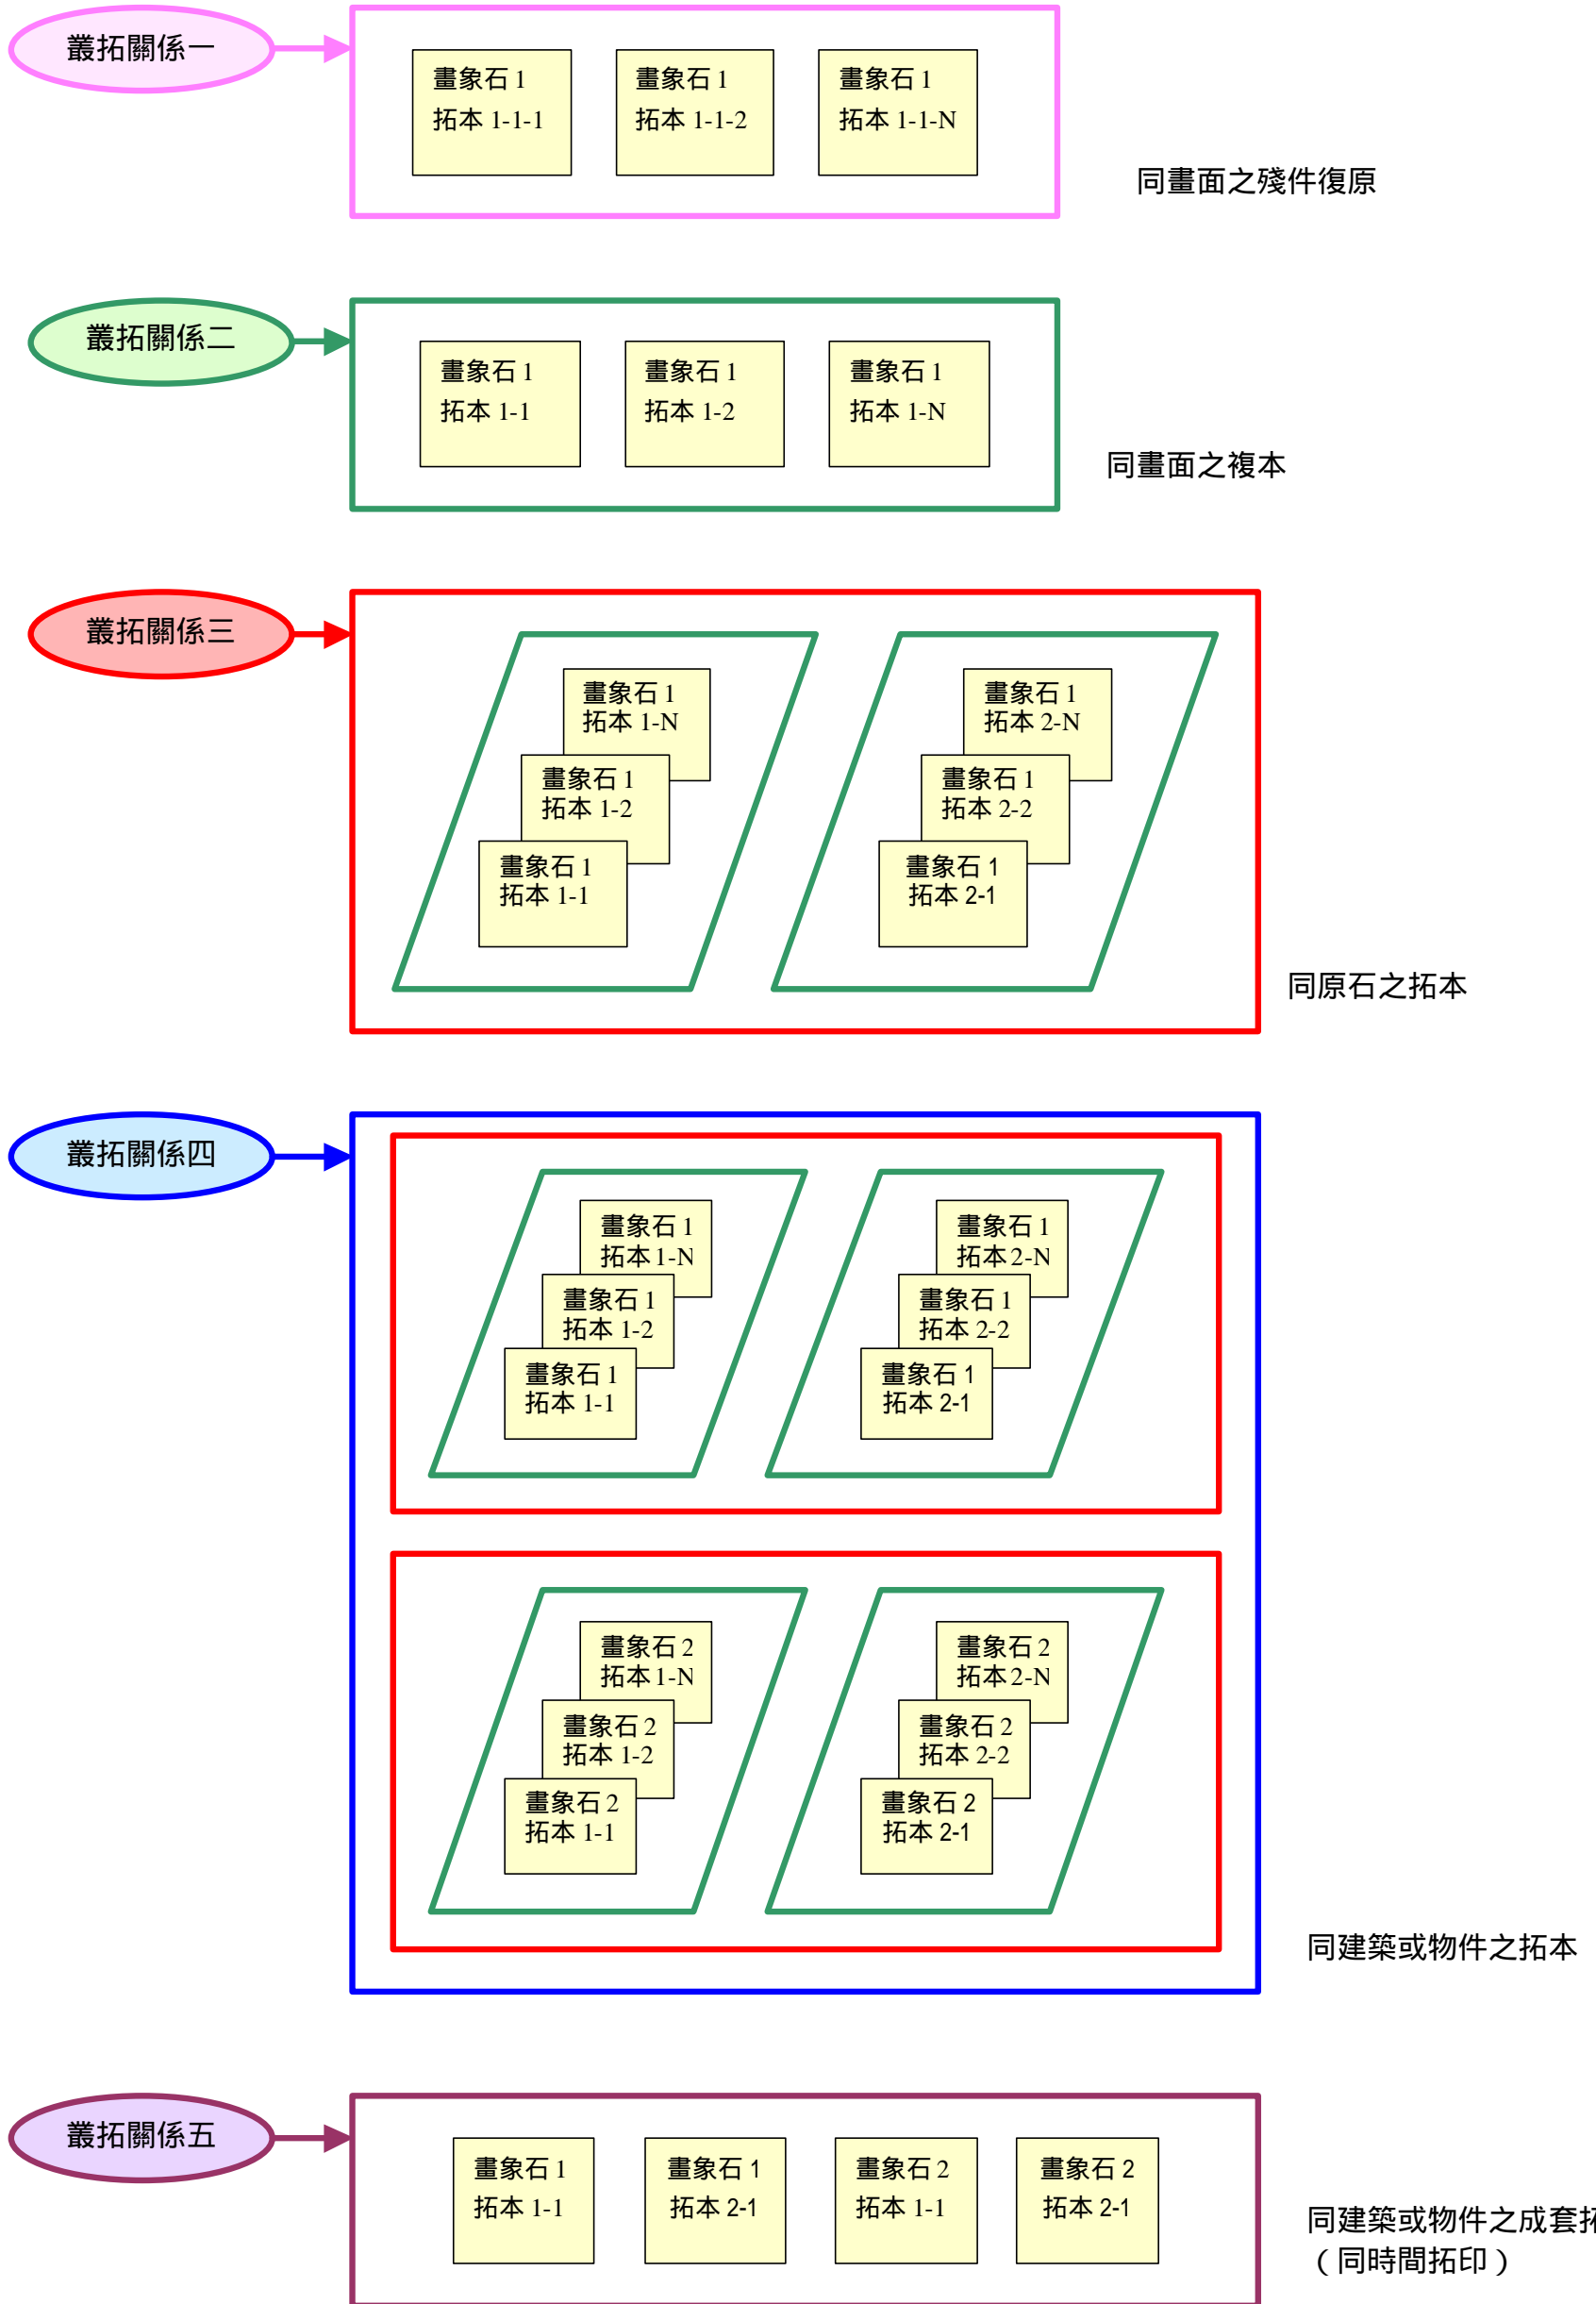 叢拓關係一
畫象石 1
拓本 1-1-1
畫象石 1
拓本 1-1-2
畫象石 1
拓本 1-1-N
同畫面之殘件復原
叢拓關係二
畫象石 1
拓本 1-1
畫象石 1
拓本 1-2
畫象石 1
拓本 1-N
同畫面之複本
叢拓關係三
畫象石 1
拓本 1-N
畫象石 1
拓本 1-2
畫象石 1
拓本 1-1
畫象石 1
拓本 2-N
畫象石 1
拓本 2-2
畫象石 1
拓本 2-1
同原石之拓本
叢拓關係四
畫象石 1
拓本 1-N
畫象石 1
拓本 1-2
畫象石 1
拓本 1-1
畫象石 1
拓本 2-N
畫象石 1
拓本 2-2
畫象石 1
拓本 2-1
畫象石 2
拓本 1-N
畫象石 2
拓本 1-2
畫象石 2
拓本 1-1
畫象石 2
拓本 2-N
畫象石 2
拓本 2-2
畫象石 2
拓本 2-1
同建築或物件之拓本
叢拓關係五
畫象石 1
拓本 1-1
畫象石 1
拓本 2-1
畫象石 2
拓本 1-1
畫象石 2
拓本 2-1
同建築或物件之成套拓
（同時間拓印）